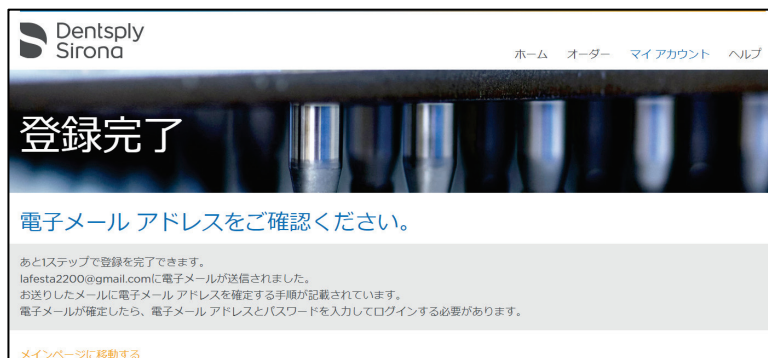 Dentsply
Sirona
ホーム オーダー マイ アカウント ヘルプ
登録完了
電子メール アドレスをご確認ください。
あと1ステップで登録を完了できます。
lafesta2200@gmail.comに電子メールが送信されました。
お送りしたメールに電子メール アドレスを確定する手順が記載されています。
電子メールが確定したら、電子メール アドレスとパスワードを入力してログインする必要があります。
メインページに移動する